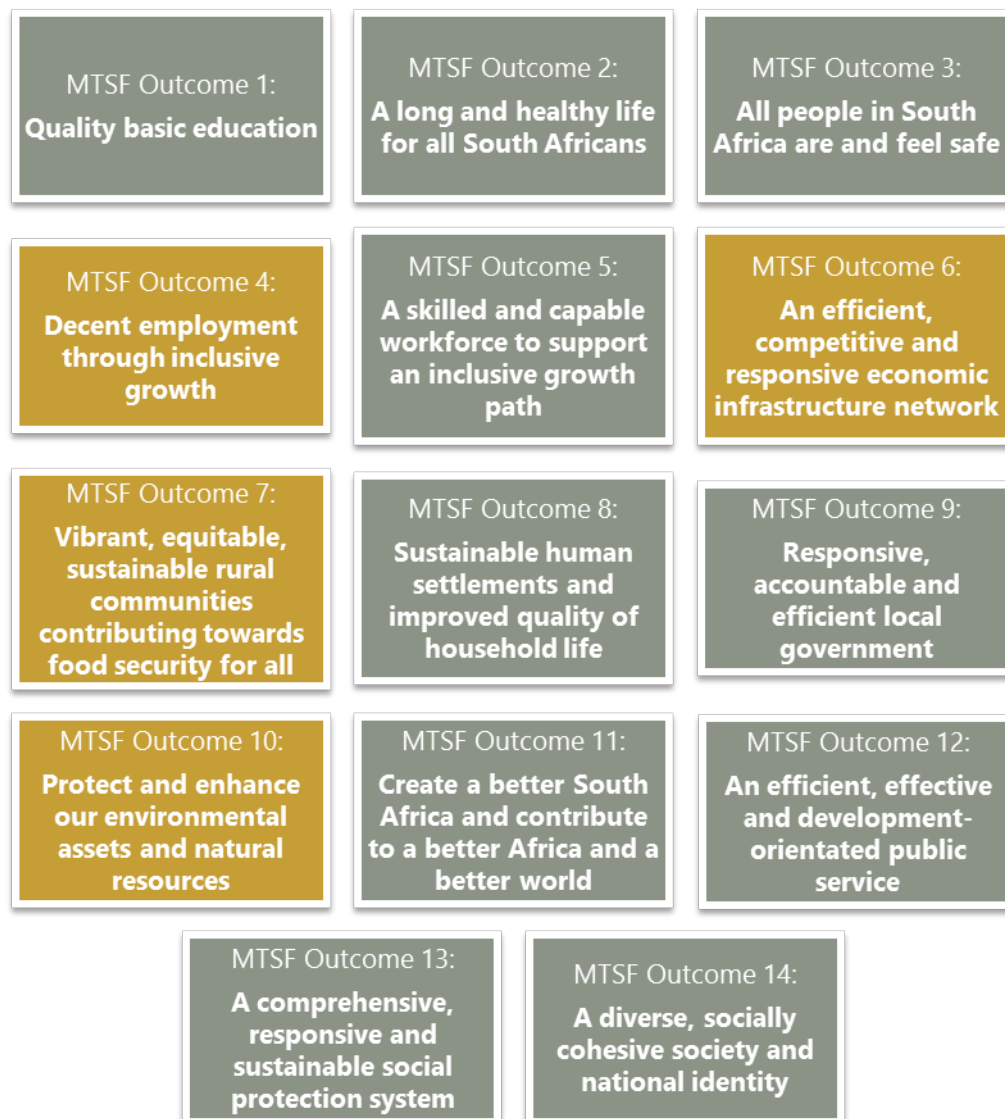 MTSF Outcome 1:
Quality basic education
MTSF Outcome 2:
A long and healthy life
for all South Africans
MTSF Outcome 3:
All people in South
Africa are and feel safe
MTSF Outcome 4:
Decent employment
through inclusive
growth
MTSF Outcome 5:
A skilled and capable
workforce to support
an inclusive growth
path
MTSF Outcome 6:
An efficient,
competitive and
responsive economic
infrastructure network
MTSF Outcome 7:
Vibrant, equitable,
sustainable rural
communities
contributing towards
food security for all
MTSF Outcome 8:
Sustainable human
settlements and
improved quality of
household life
MTSF Outcome 9:
Responsive,
accountable and
efficient local
government
MTSF Outcome 10:
Protect and enhance
our environmental
assets and natural
resources
MTSF Outcome 11:
Create a better South
Africa and contribute
to a better Africa and a
better world
MTSF Outcome 12:
An efficient, effective
and development-
orientated public
service
MTSF Outcome 13:
A comprehensive,
responsive and
sustainable social
protection system
MTSF Outcome 14:
A diverse, socially
cohesive society and
national identity